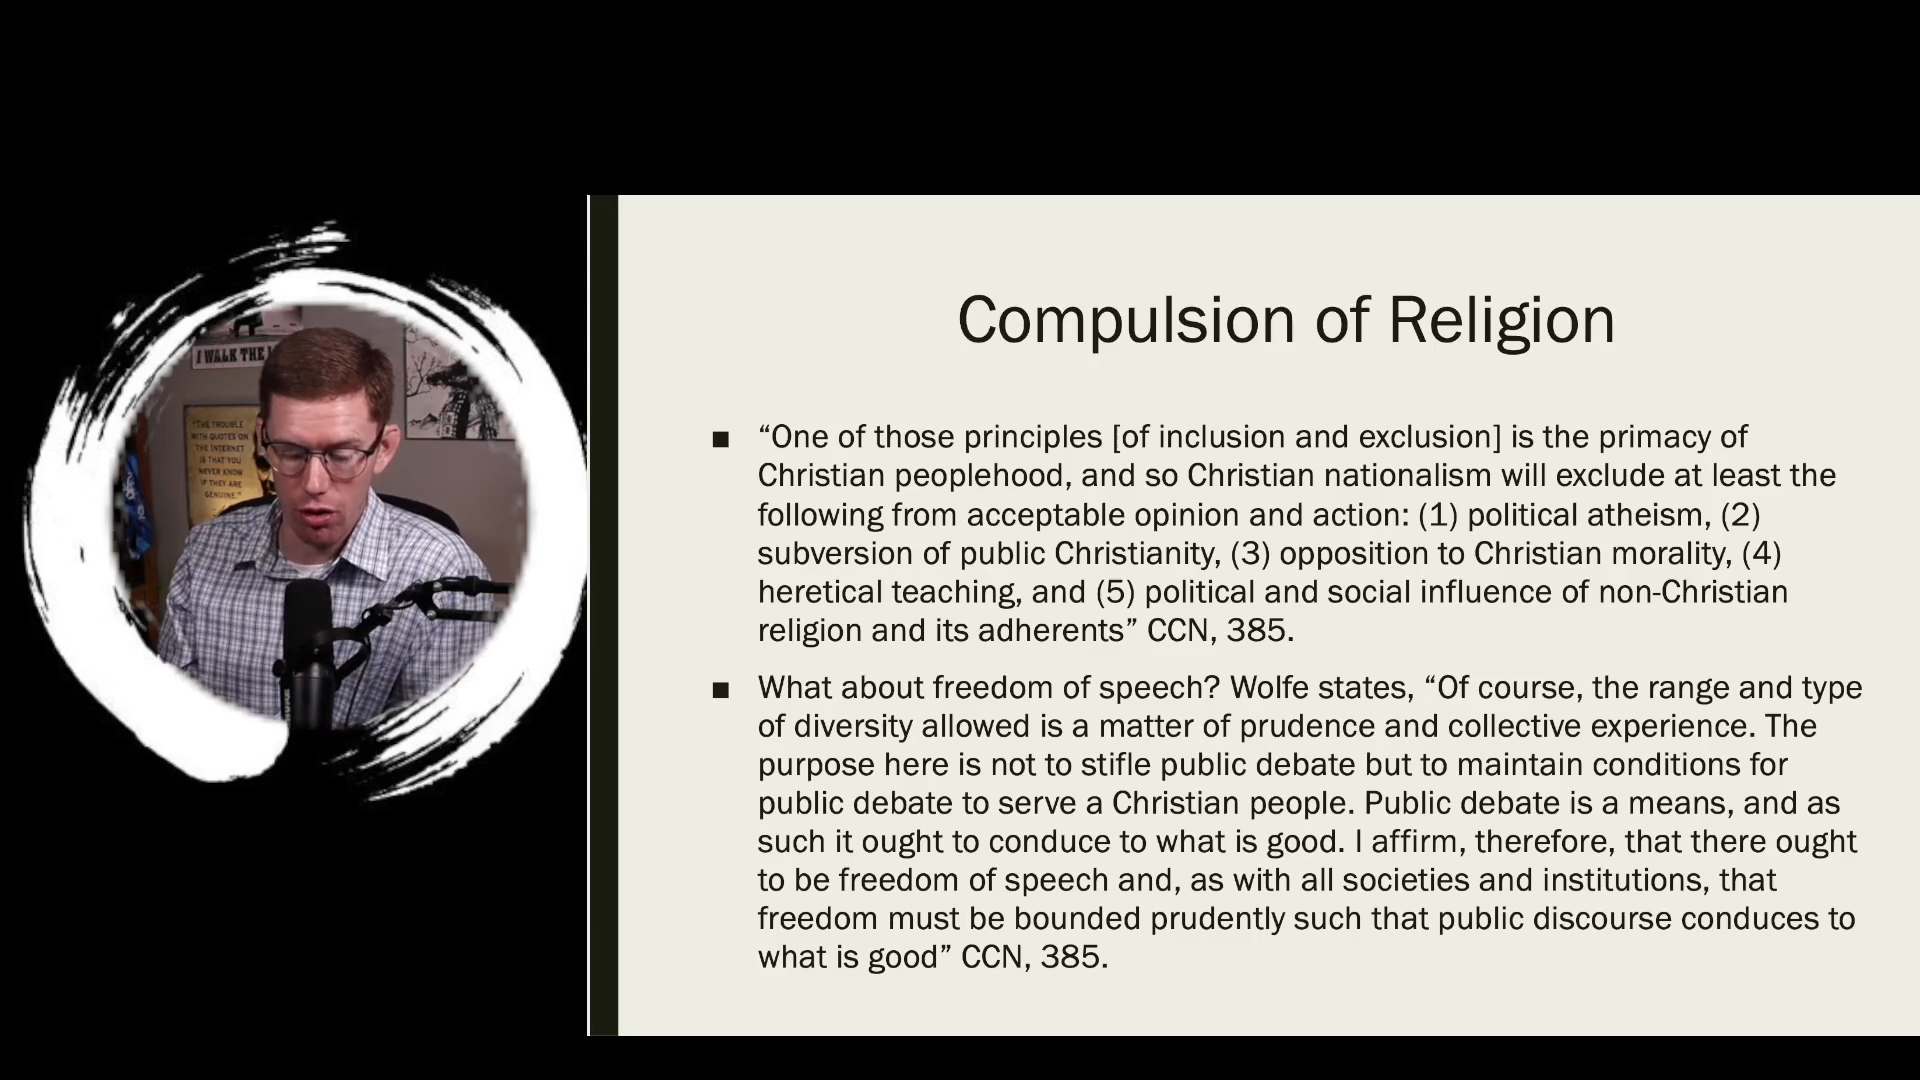 I WALK THE
"THE TROUBLE
WITH QUOTES ON
THE INTERNET
IS THAT YOU
NEVER KNOW
IF THEY ARE
GENUINE."
Compulsion of Religion
■ “One of those principles [of inclusion and exclusion] is the primacy of
Christian peoplehood, and so Christian nationalism will exclude at least the
following from acceptable opinion and action: (1) political atheism, (2)
subversion of public Christianity, (3) opposition to Christian morality, (4)
heretical teaching, and (5) political and social influence of non-Christian
religion and its adherents” CCN, 385.
■ What about freedom of speech? Wolfe states, “Of course, the range and type
of diversity allowed is a matter of prudence and collective experience. The
purpose here is not to stifle public debate but to maintain conditions for
public debate to serve a Christian people. Public debate is a means, and as
such it ought to conduce to what is good. I affirm, therefore, that there ought
to be freedom of speech and, as with all societies and institutions, that
freedom must be bounded prudently such that public discourse conduces to
what is good” CCN, 385.